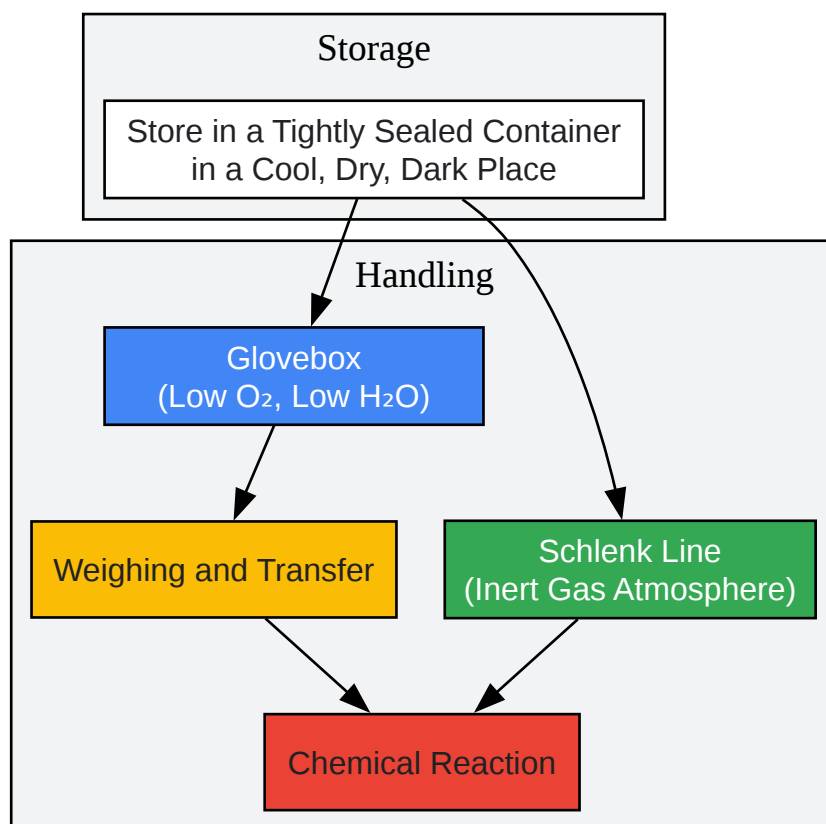 Storage
Store in a Tightly Sealed Container
in a Cool, Dry, Dark Place
Handling
Glovebox
(Low O₂, Low H₂O)
Weighing and Transfer
Schlenk Line
(Inert Gas Atmosphere)
Chemical Reaction